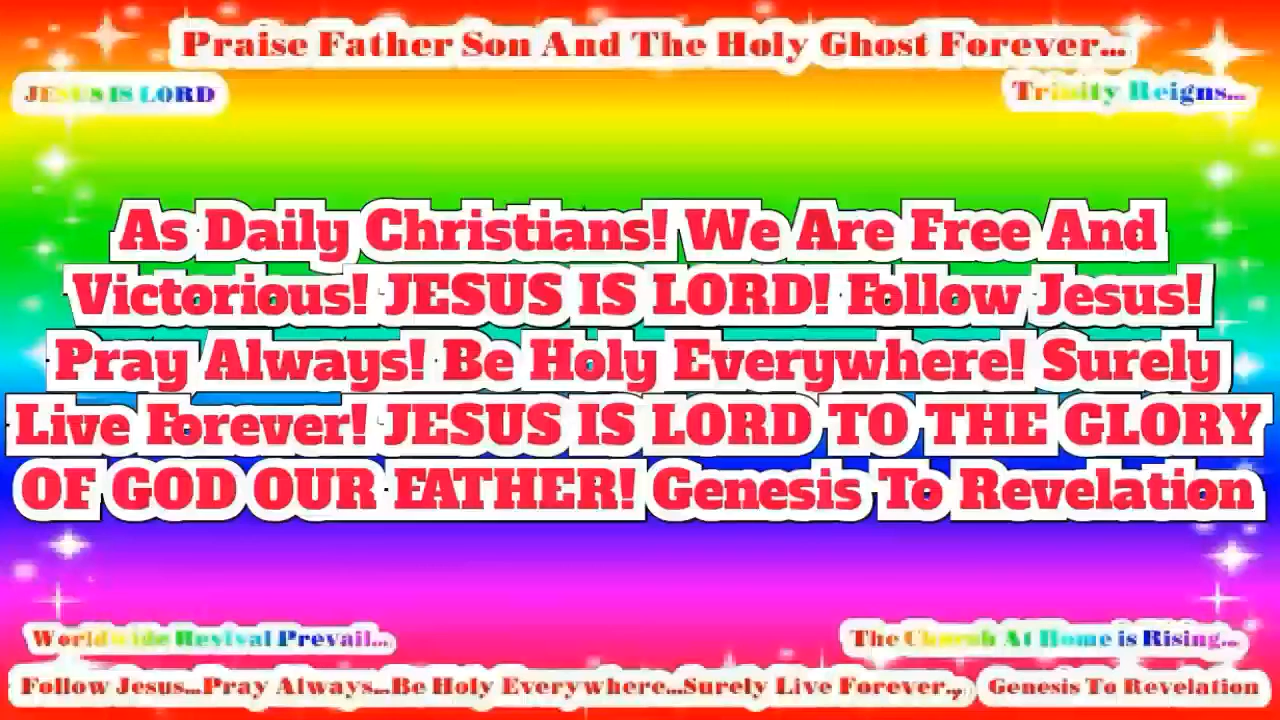 Praise Father Son And The Holy Ghost Forever...
JESUS IS LORD
Trinity Reigns...
As Daily Christians! We Are Free And
Victorious! JESUS IS LORD! Follow Jesus!
Pray Always! Be Holy Everywhere! Surely
Live Forever! JESUS IS LORD TO THE GLORY
OF GOD OUR FATHER! Genesis To Revelation
Worldwide Revival Prevail...
The Church At Home is Rising...
Follow Jesus...Pray Always...Be Holy Everywhere...Surely Live Forever...,
Genesis To Revelation